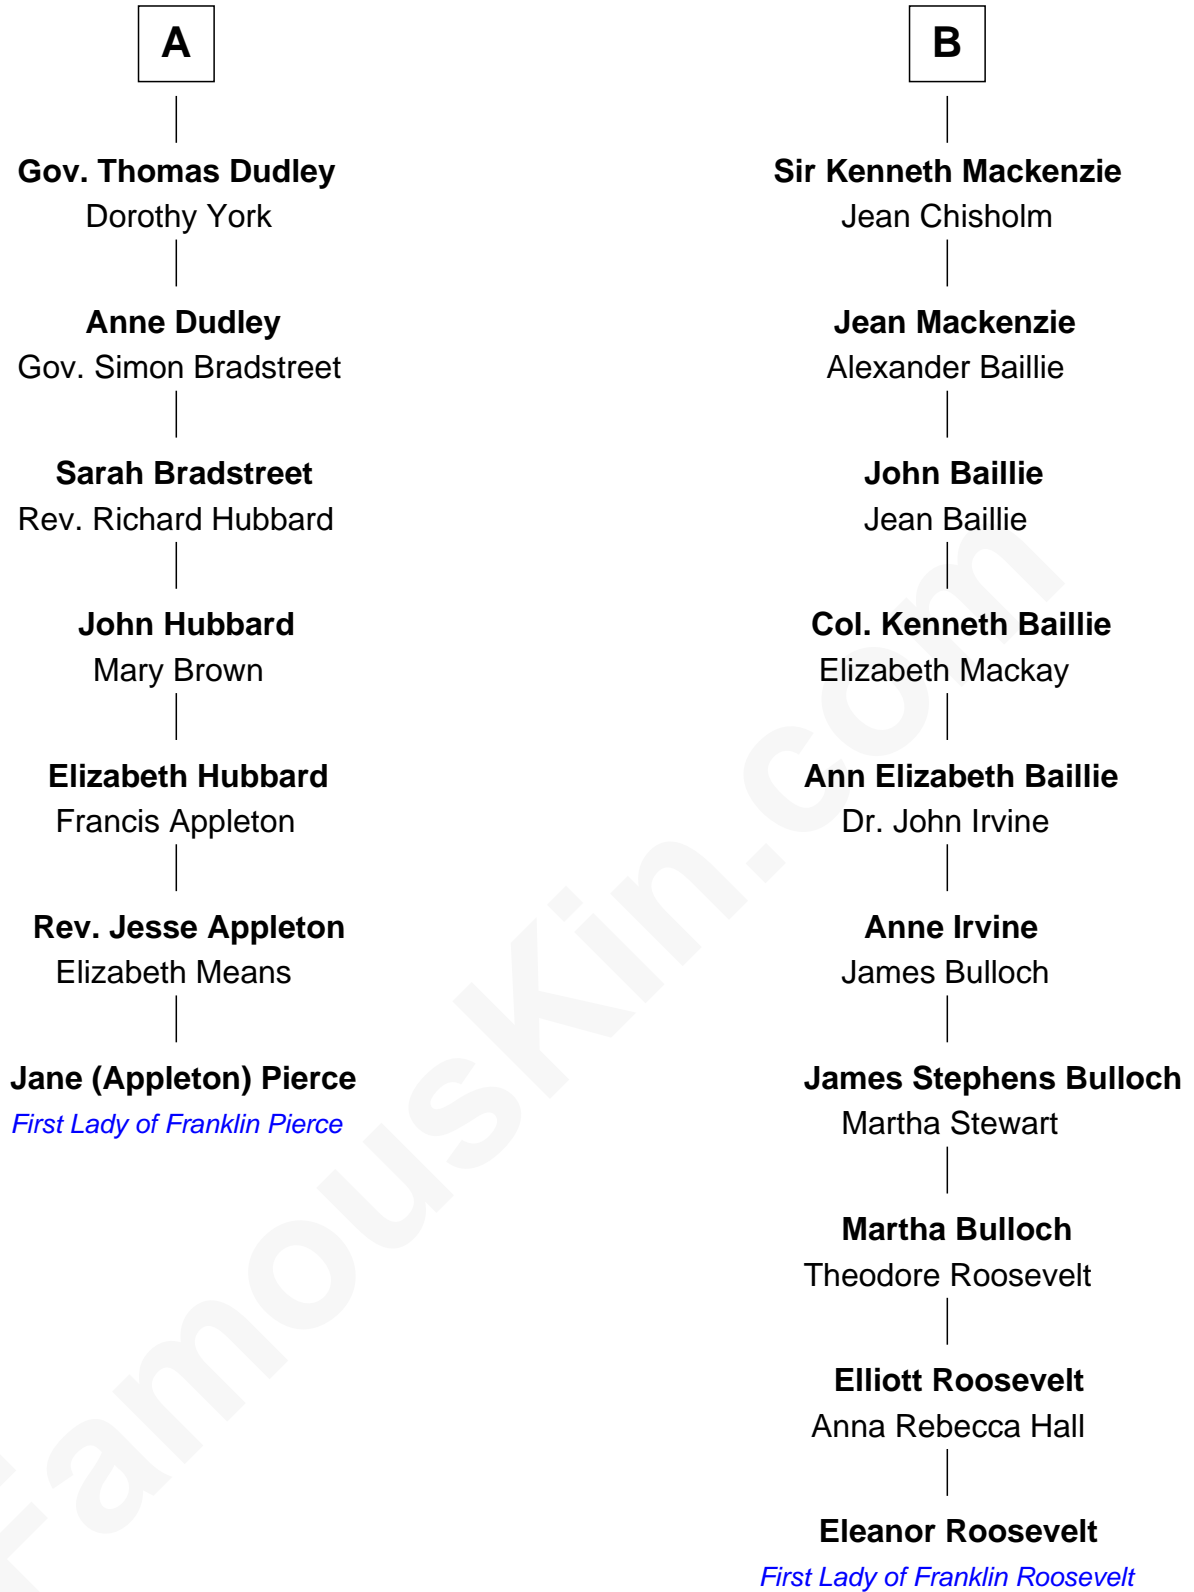 A
Gov. Thomas Dudley
Dorothy York
Anne Dudley
Gov. Simon Bradstreet
Sarah Bradstreet
Rev. Richard Hubbard
John Hubbard
Mary Brown
Elizabeth Hubbard
Francis Appleton
Rev. Jesse Appleton
Elizabeth Means
Jane (Appleton) Pierce
First Lady of Franklin Pierce
B
Sir Kenneth Mackenzie
Jean Chisholm
Jean Mackenzie
Alexander Baillie
John Baillie
Jean Baillie
Col. Kenneth Baillie
Elizabeth Mackay
Ann Elizabeth Baillie
Dr. John Irvine
Anne Irvine
James Bulloch
James Stephens Bulloch
Martha Stewart
Martha Bulloch
Theodore Roosevelt
Elliott Roosevelt
Anna Rebecca Hall
Eleanor Roosevelt
First Lady of Franklin Roosevelt
FamousKin.com